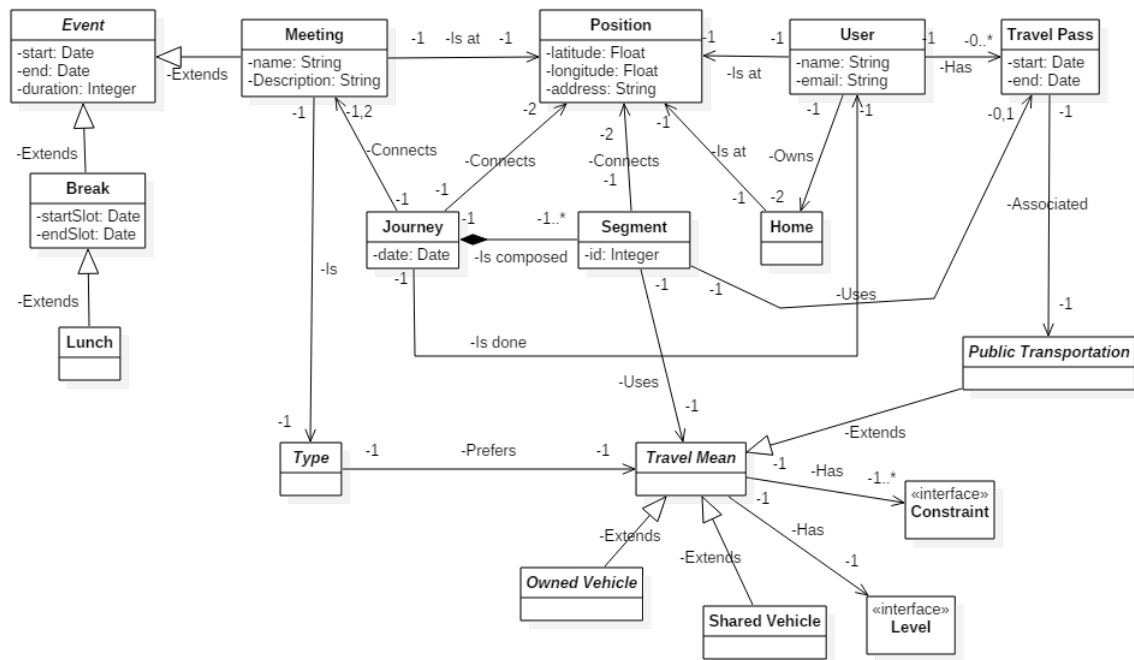 Event
-start: Date
-end: Date
-duration: Integer
-Extends
Meeting
-name: String
-Description: String
-1
-Is at
-1
Position
-latitude: Float
-longitude: Float
-address: String
-1
-Is at
-1
User
-name: String
-email: String
-1
-Has
-0..*
Travel Pass
-start: Date
-end: Date
-Extends
Break
-startSlot: Date
-endSlot: Date
-Extends
Lunch
-1
-Is
-1
-1,2
-Connects
-1
-2
-Connects
-1
-2
-Connects
-1
-1
-Is at
-1
-1
-Owns
-2
-1
-0,1
-1
-Associated
-1
Journey
-date: Date
-1
-Is composed
-1..*
Segment
-id: Integer
Home
-1
-Is done
-1
-Uses
-1
-1
-Uses
Public Transportation
-Extends
Type
-1
-Prefers
-1
Travel Mean
-1
-Has
-1..*
«interface»
Constraint
-1
-Has
-1
«interface»
Level
-Extends
Owned Vehicle
-Extends
Shared Vehicle